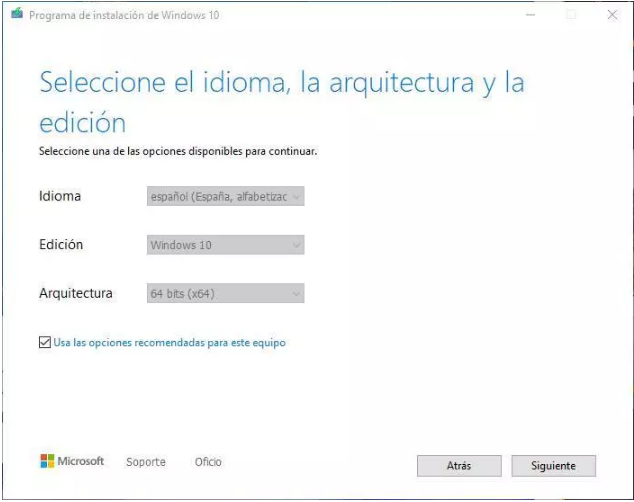 Programa de instalación de Windows 10
Seleccione el idioma, la arquitectura y la
edición
Seleccione una de las opciones disponibles para continuar.
Idioma español (España, alfabetizac
Edición Windows 10
Arquitectura 64 bits (x64)
Usa las opciones recomendadas para este equipo
Microsoft Soporte Oficio Atrás Siguiente